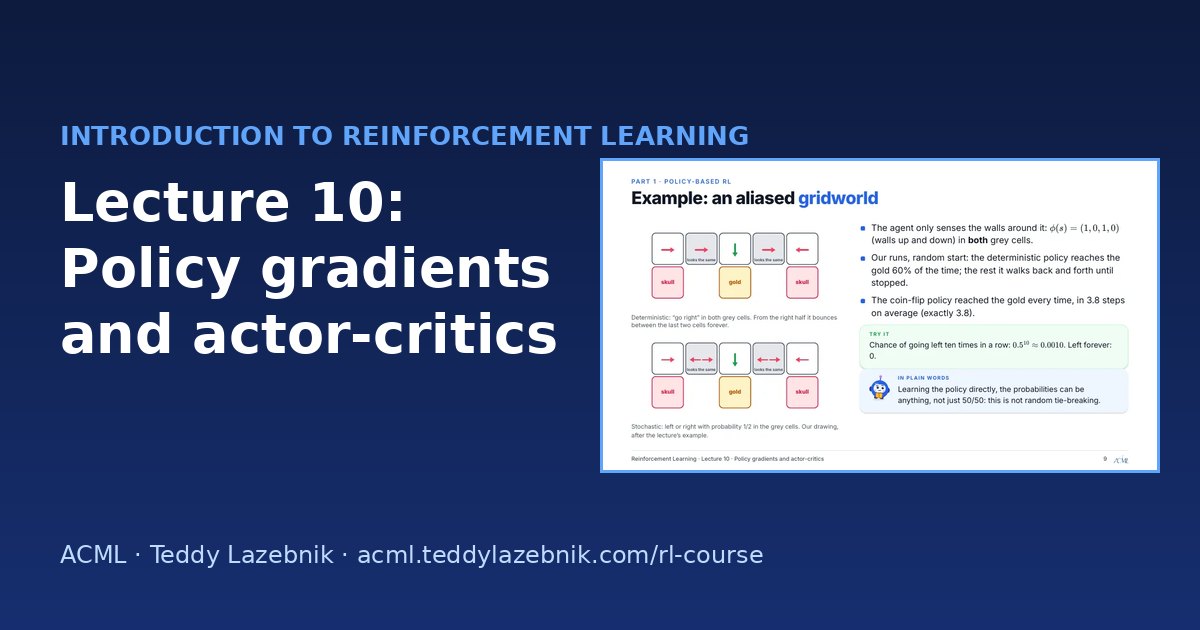 INTRODUCTION TO REINFORCEMENT LEARNING
Lecture 10:
Policy gradients
and actor-critics
PART 1 · POLICY-BASED RL
Example: an aliased gridworld
looks the same
looks the same
skull
gold
skull
Deterministic: “go right” in both grey cells. From the right half it bounces
between the last two cells forever.
looks the same
looks the same
skull
gold
skull
Stochastic: left or right with probability 1/2 in the grey cells. Our drawing,
after the lecture’s example.
The agent only senses the walls around it: ϕ(s) = (1, 0, 1, 0)
(walls up and down) in both grey cells.
Our runs, random start: the deterministic policy reaches the
gold 60% of the time; the rest it walks back and forth until
stopped.
The coin-flip policy reached the gold every time, in 3.8 steps
on average (exactly 3.8).
TRY IT
Chance of going left ten times in a row: 0.5¹⁰ ≈ 0.0010. Left forever:
0.
IN PLAIN WORDS
Learning the policy directly, the probabilities can be
anything, not just 50/50: this is not random tie-breaking.
Reinforcement Learning · Lecture 10 · Policy gradients and actor-critics
9
ACML
ACML · Teddy Lazebnik · acml.teddylazebnik.com/rl-course